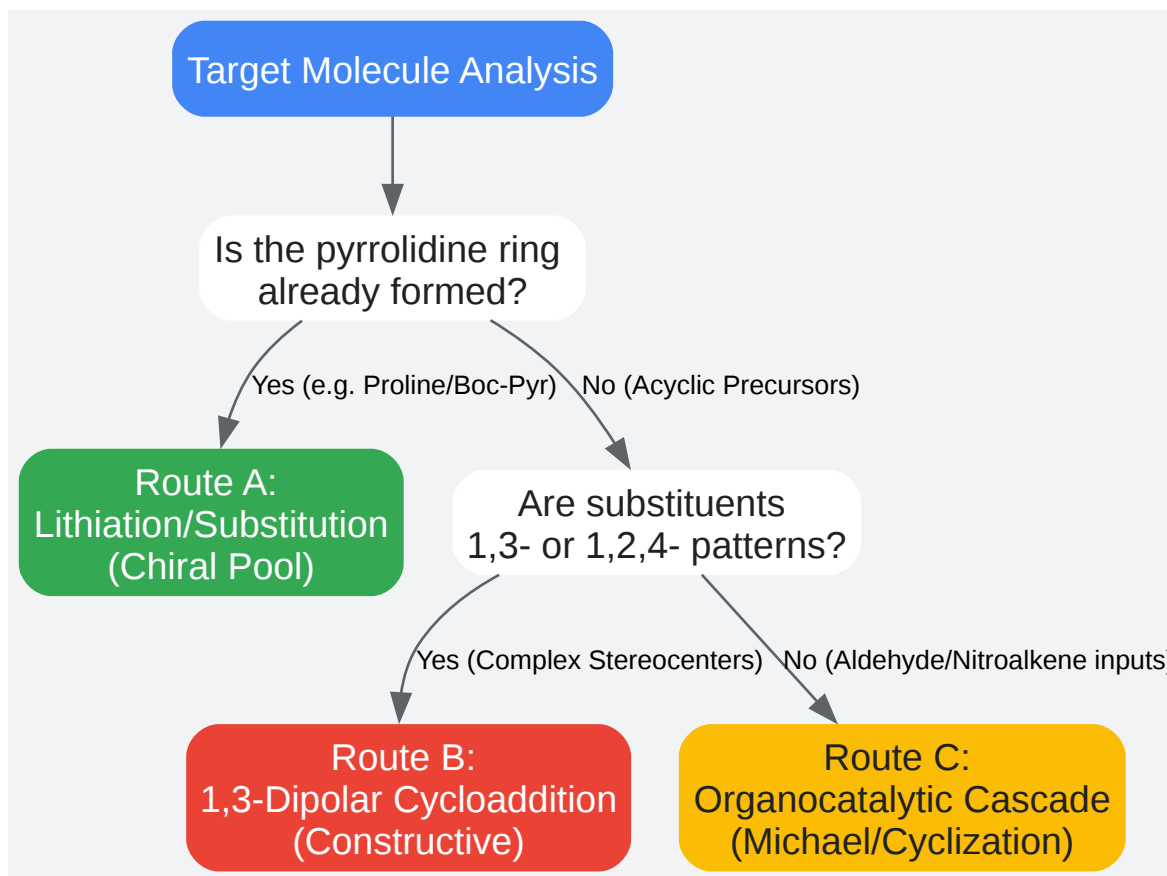 Target Molecule Analysis
Is the pyrrolidine ring
already formed?
Yes (e.g. Proline/Boc-Pyr)
No (Acyclic Precursors)
Route A:
Lithiation/Substitution
(Chiral Pool)
Are substituents
1,3- or 1,2,4- patterns?
Yes (Complex Stereocenters)
No (Aldehyde/Nitroalkene inputs)
Route B:
1,3-Dipolar Cycloaddition
(Constructive)
Route C:
Organocatalytic Cascade
(Michael/Cyclization)